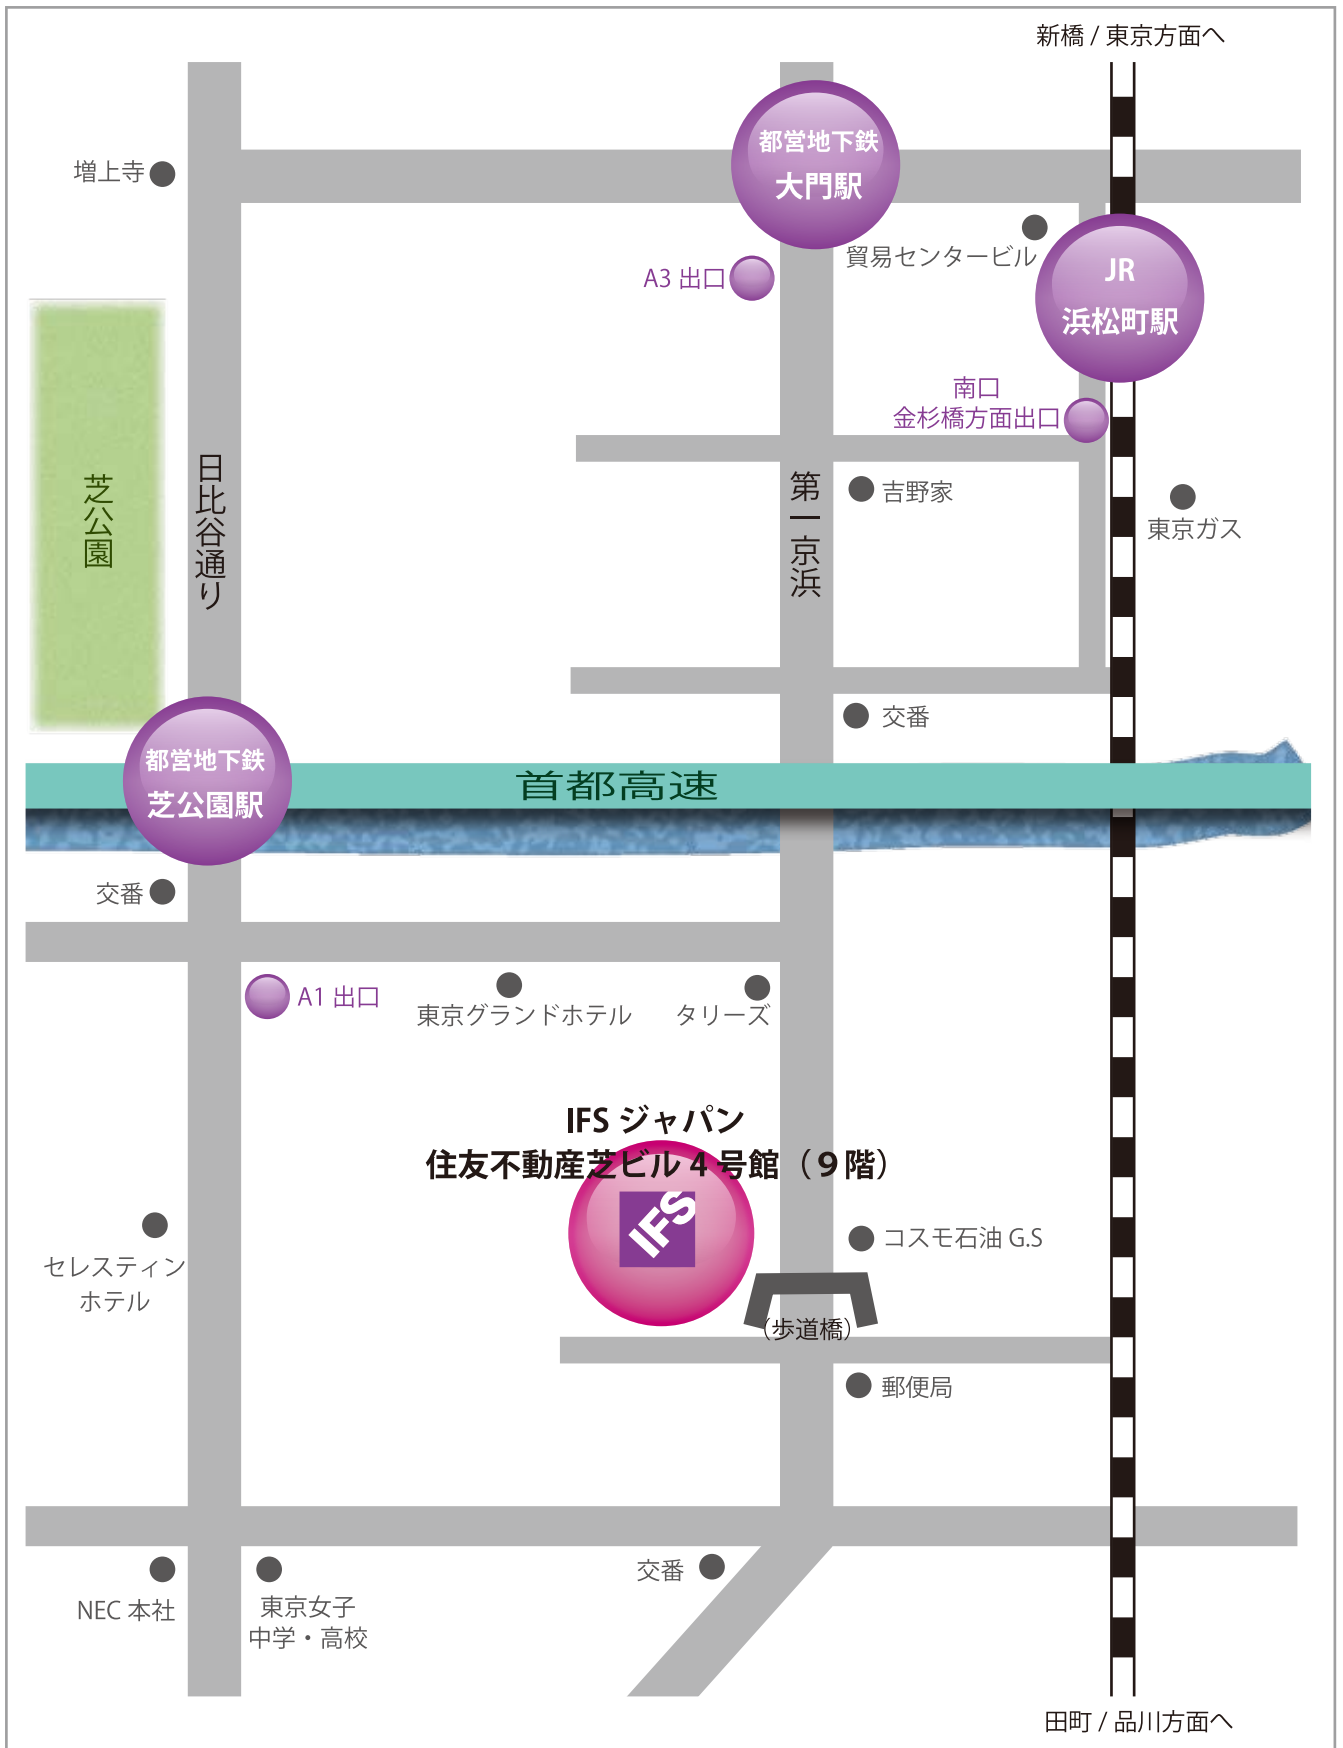 新橋 / 東京方面へ
都営地下鉄
大門駅
増上寺
貿易センタービル
A3 出口
JR
浜松町駅
南口
金杉橋方面出口
芝公園
日比谷通り
第一京浜
吉野家
東京ガス
交番
都営地下鉄
芝公園駅
首都高速
交番
A1 出口
東京グランドホテル
タリーズ
IFS ジャパン
住友不動産芝ビル 4 号館（９階）
IFS
セレスティン
ホテル
コスモ石油 G.S
（歩道橋）
郵便局
NEC 本社
東京女子
中学・高校
交番
田町 / 品川方面へ